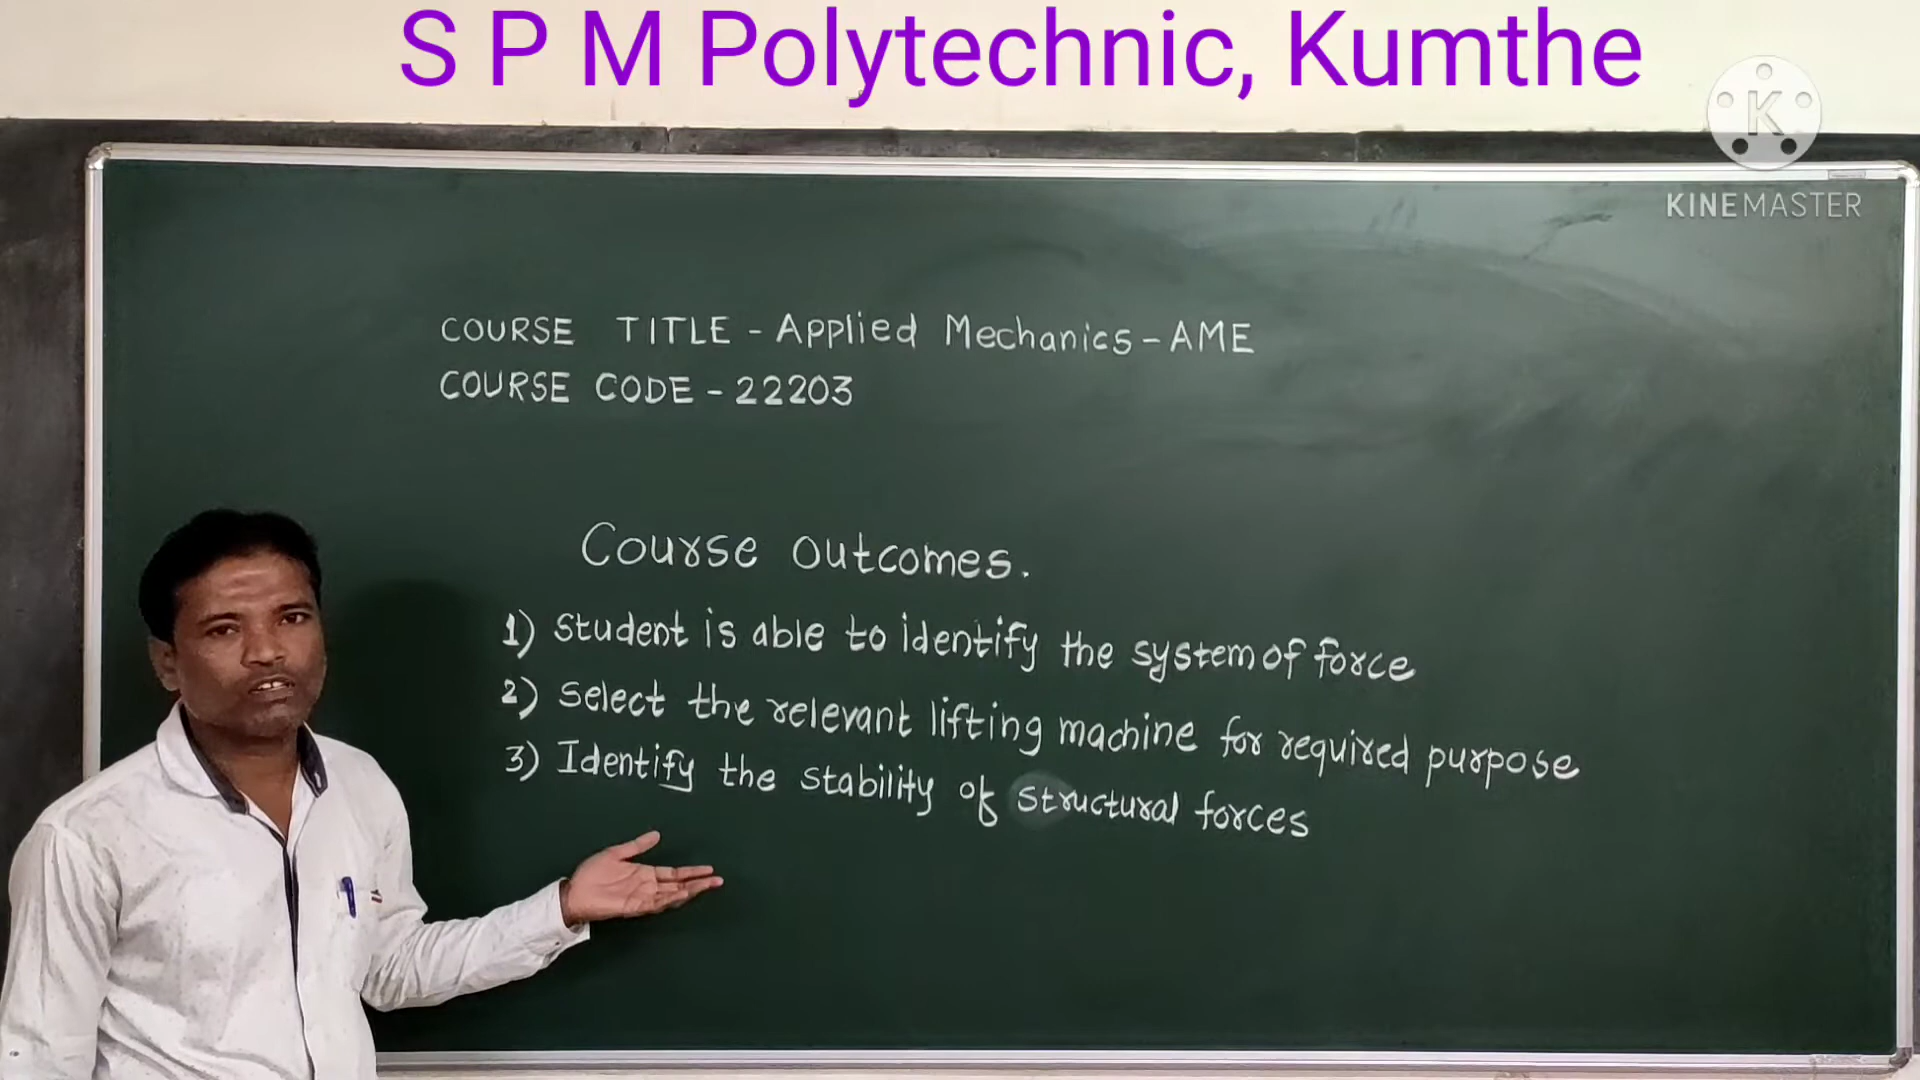 S P M Polytechnic, Kumthe
K
KINEMASTER
COURSE TITLE - Applied Mechanics - AME
COURSE CODE - 22203
Course outcomes.
1) Student is able to identify the system of force
2) Select the relevant lifting machine for required purpose
3) Identify the stability of structural forces